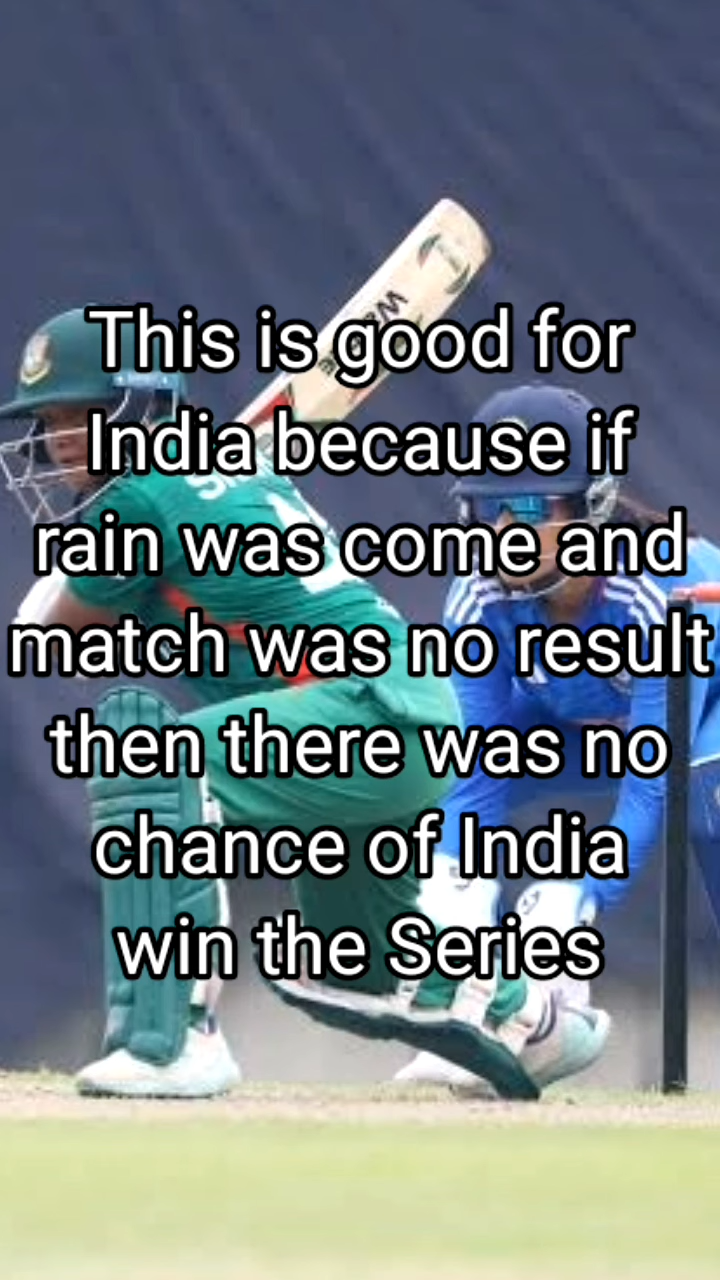 This is good for
India because if
rain was come and
match was no result
then there was no
chance of India
win the Series